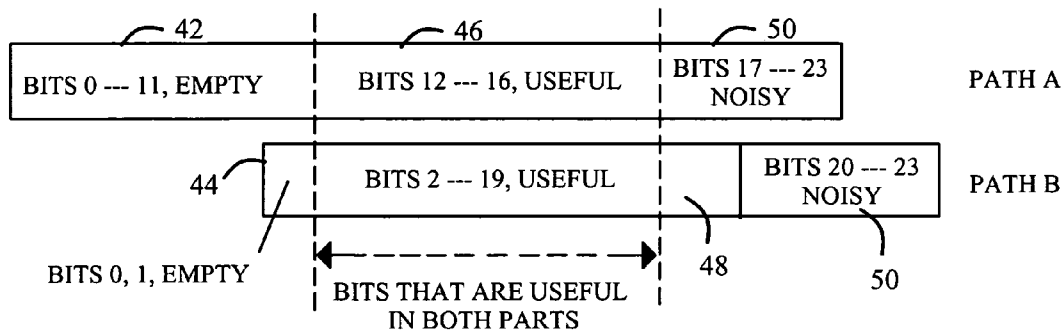 42
46
50
BITS 0 --- 11, EMPTY
BITS 12 --- 16, USEFUL
BITS 17 --- 23
NOISY
PATH A
44
BITS 2 --- 19, USEFUL
BITS 20 --- 23
NOISY
PATH B
BITS 0, 1, EMPTY
48
50
BITS THAT ARE USEFUL
IN BOTH PARTS